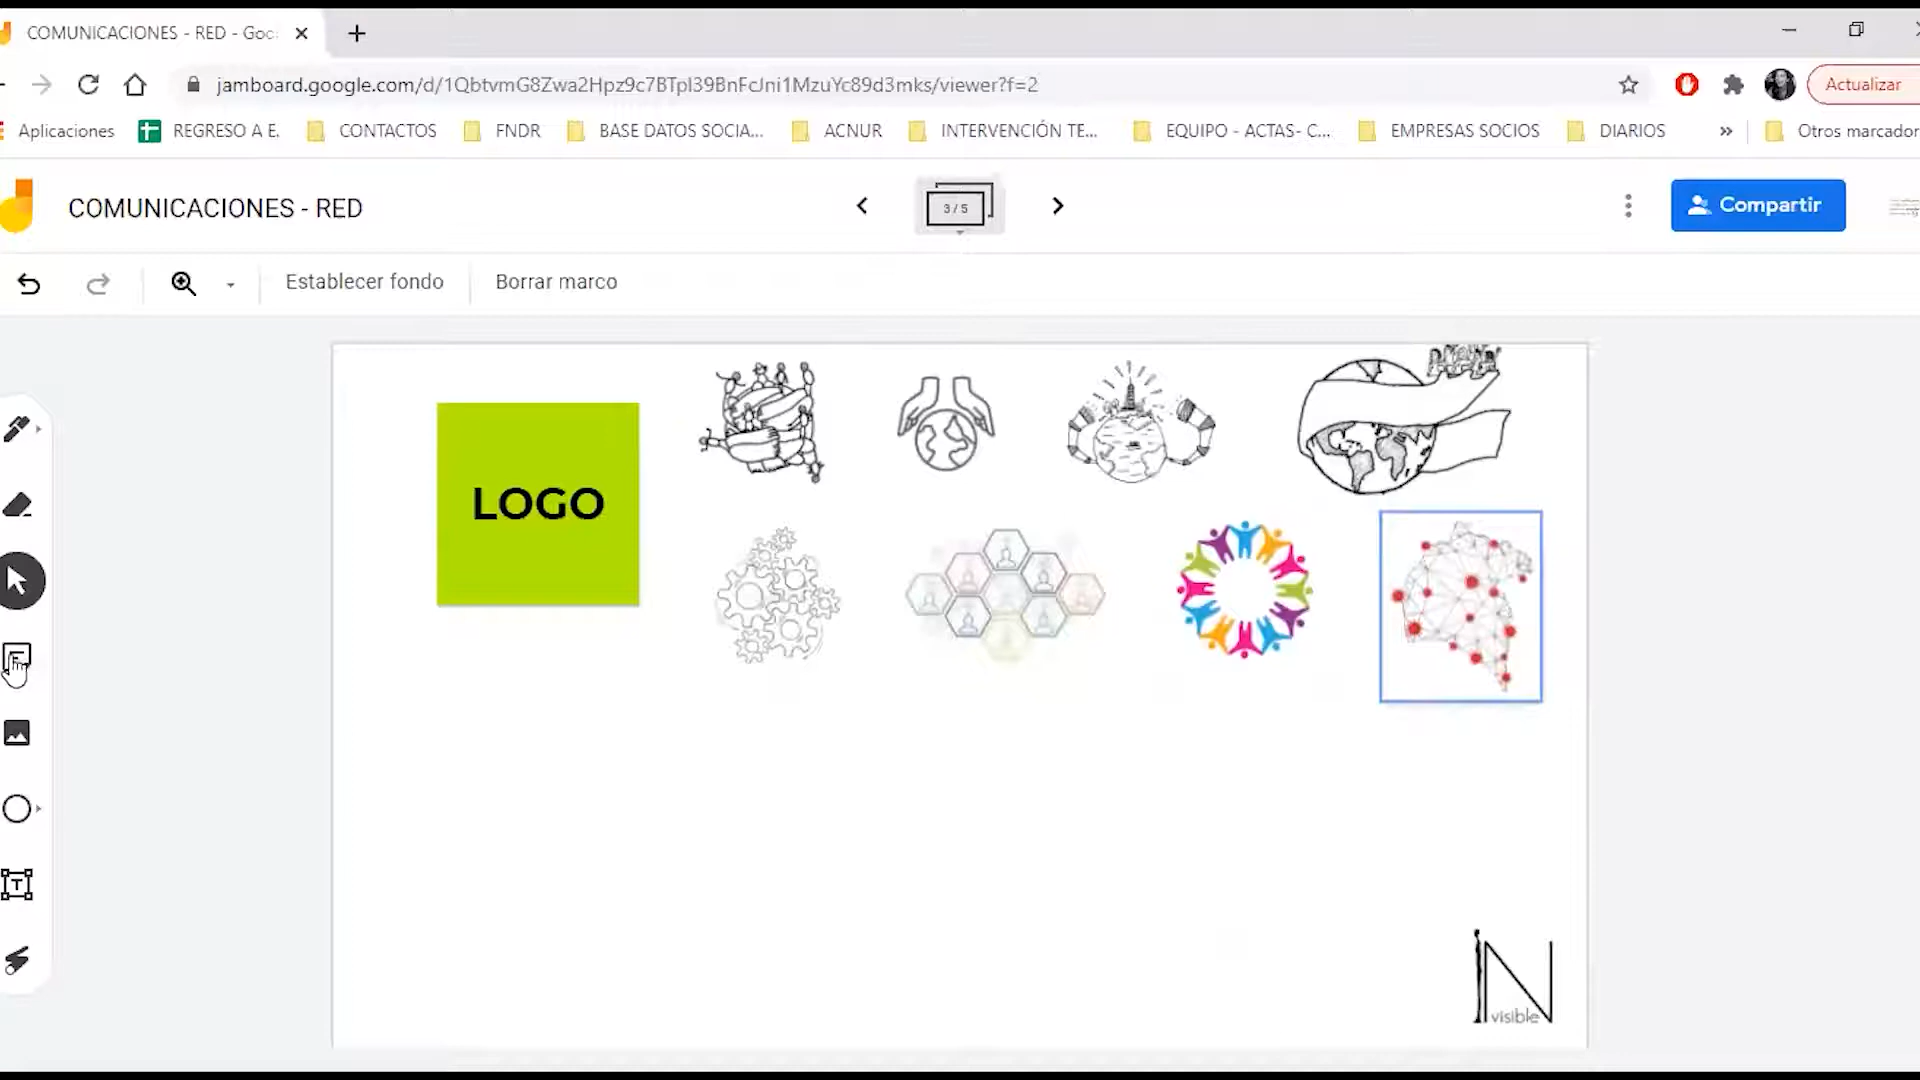 COMUNICACIONES - RED - Goc
jamboard.google.com/d/1QbtvmG8Zwa2Hpz9c7BTpl39BnFcJni1MzuYc89d3mks/viewer?f=2
Actualizar
Aplicaciones
REGRESO A E.
CONTACTOS
FNDR
BASE DATOS SOCIA...
ACNUR
INTERVENCIÓN TE...
EQUIPO - ACTAS- C...
EMPRESAS SOCIOS
DIARIOS
»
Otros marcador
COMUNICACIONES - RED
3 / 5
Compartir
Establecer fondo
Borrar marco
LOGO
iN
visible